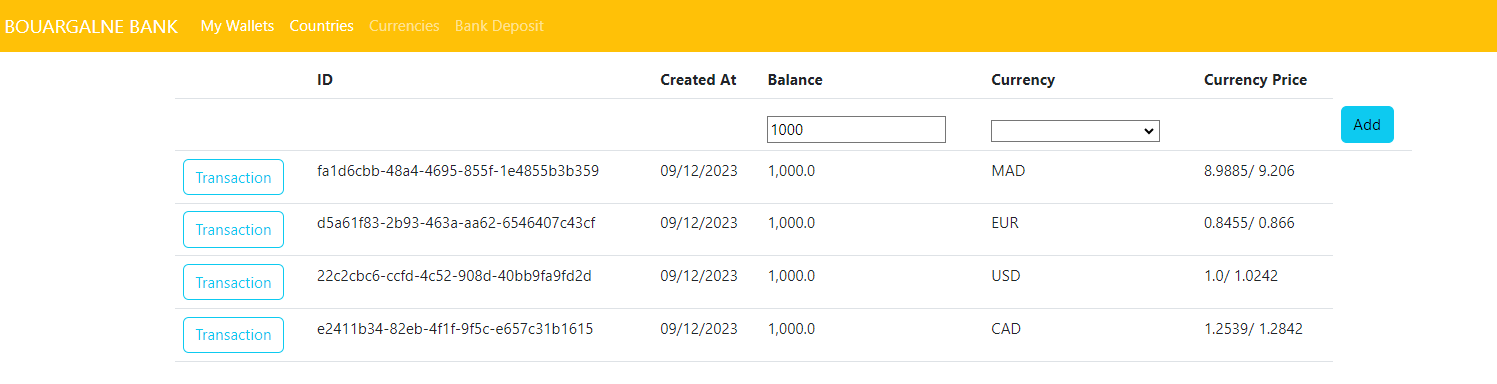 BOUARGALNE BANK My Wallets Countries Currencies Bank Deposit
ID Created At Balance Currency Currency Price
1000 Add
Transaction fa1d6cbb-48a4-4695-855f-1e4855b3b359 09/12/2023 1,000.0 MAD 8.9885/ 9.206
Transaction d5a61f83-2b93-463a-aa62-6546407c43cf 09/12/2023 1,000.0 EUR 0.8455/ 0.866
Transaction 22c2cbc6-ccfd-4c52-908d-40bb9fa9fd2d 09/12/2023 1,000.0 USD 1.0/ 1.0242
Transaction e2411b34-82eb-4f1f-9f5c-e657c31b1615 09/12/2023 1,000.0 CAD 1.2539/ 1.2842